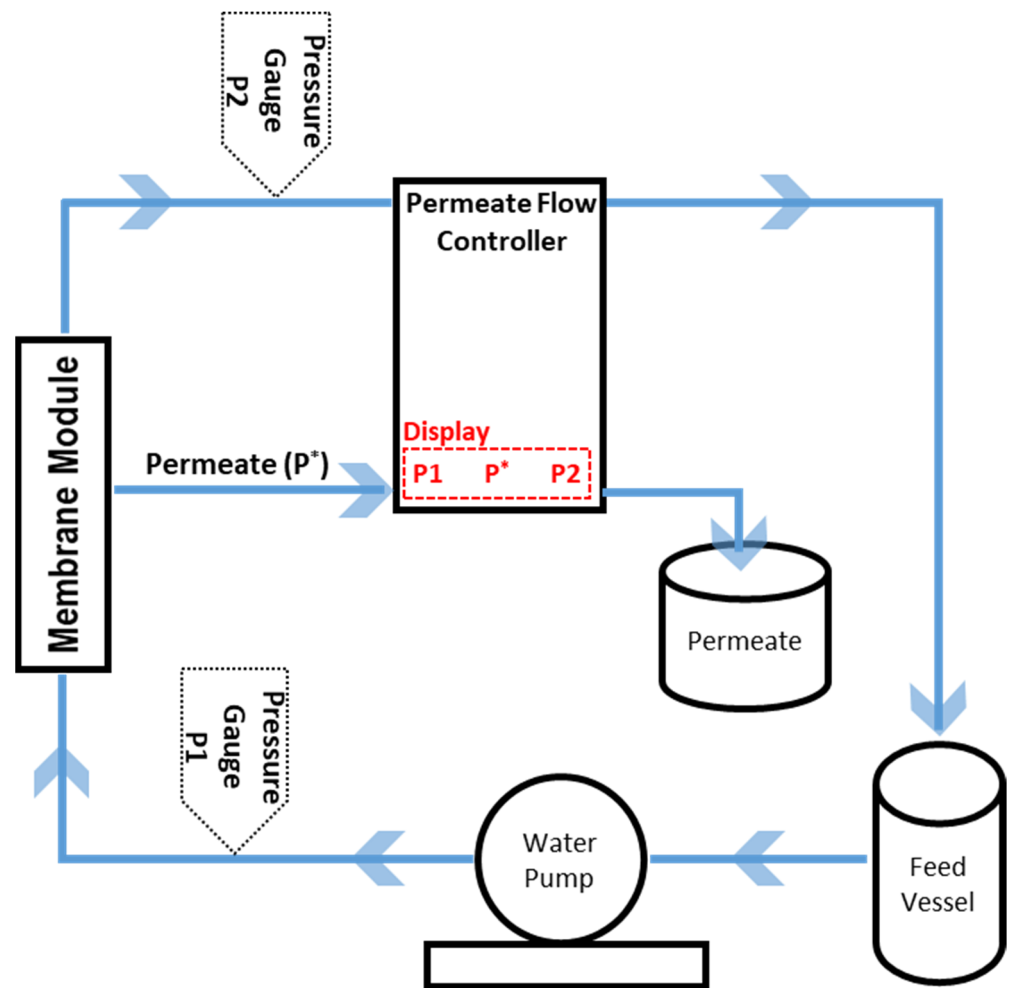 Pressure
Gauge
P2
Permeate Flow
Controller
Membrane Module
Display
P1 P* P2
Permeate (P*)
Permeate
Pressure
Gauge
P1
Water
Pump
Feed
Vessel